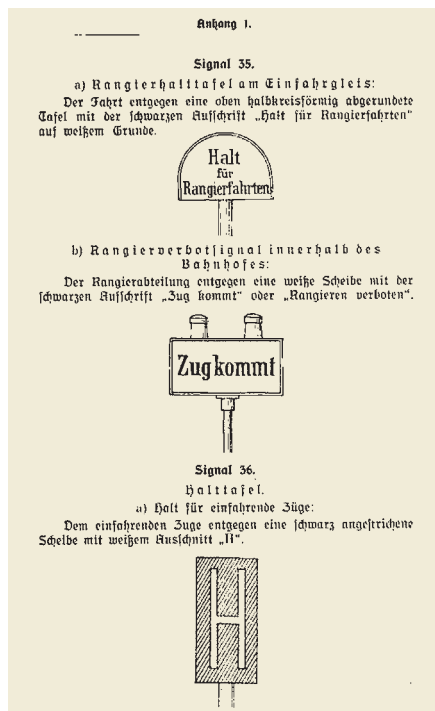 Anhang 1.
Signal 35.
a) Rangierhalttafel am Einfahrgleis:
Der Fahrt entgegen eine oben halbkreisförmig abgerundete
Tafel mit der schwarzen Aufschrift „Halt für Rangierfahrten“
auf weißem Grunde.
Halt
für
Rangierfahrten
b) Rangierverbotsignal innerhalb des
Bahnhofes:
Der Rangierabteilung entgegen eine weiße Scheibe mit der
schwarzen Aufschrift „Zug kommt“ oder „Rangieren verboten“.
Zug kommt
Signal 36.
Halttafel.
a) Halt für einfahrende Züge:
Dem einfahrenden Zuge entgegen eine schwarz angestrichene
Scheibe mit weißem Ausschnitt „H“.
H